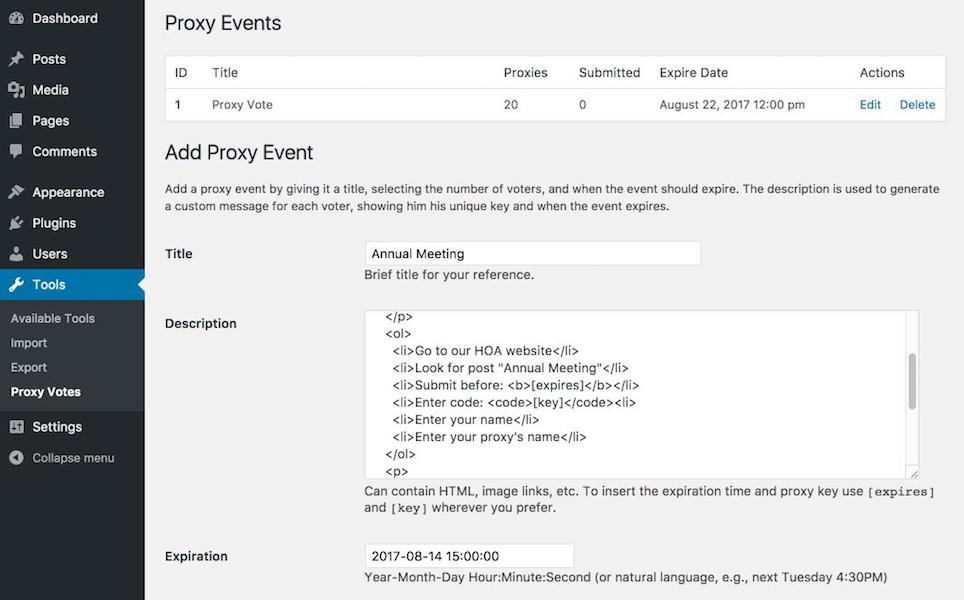 Dashboard
Posts
Media
Pages
Comments
Appearance
Plugins
Users
Tools
Available Tools
Import
Export
Proxy Votes
Settings
Collapse menu
Proxy Events
ID Title Proxies Submitted Expire Date Actions
1 Proxy Vote 20 0 August 22, 2017 12:00 pm Edit Delete
Add Proxy Event
Add a proxy event by giving it a title, selecting the number of voters, and when the event should expire. The description is used to generate
a custom message for each voter, showing him his unique key and when the event expires.
Title Annual Meeting
Brief title for your reference.
Description
</p>
<ol>
<li>Go to our HOA website</li>
<li>Look for post "Annual Meeting"</li>
<li>Submit before: <b>[expires]</b></li>
<li>Enter code: <code>[key]</code><li>
<li>Enter your name</li>
<li>Enter your proxy's name</li>
</ol>
<p>
Can contain HTML, image links, etc. To insert the expiration time and proxy key use [expires]
and [key] wherever you prefer.
Expiration 2017-08-14 15:00:00
Year-Month-Day Hour:Minute:Second (or natural language, e.g., next Tuesday 4:30PM)